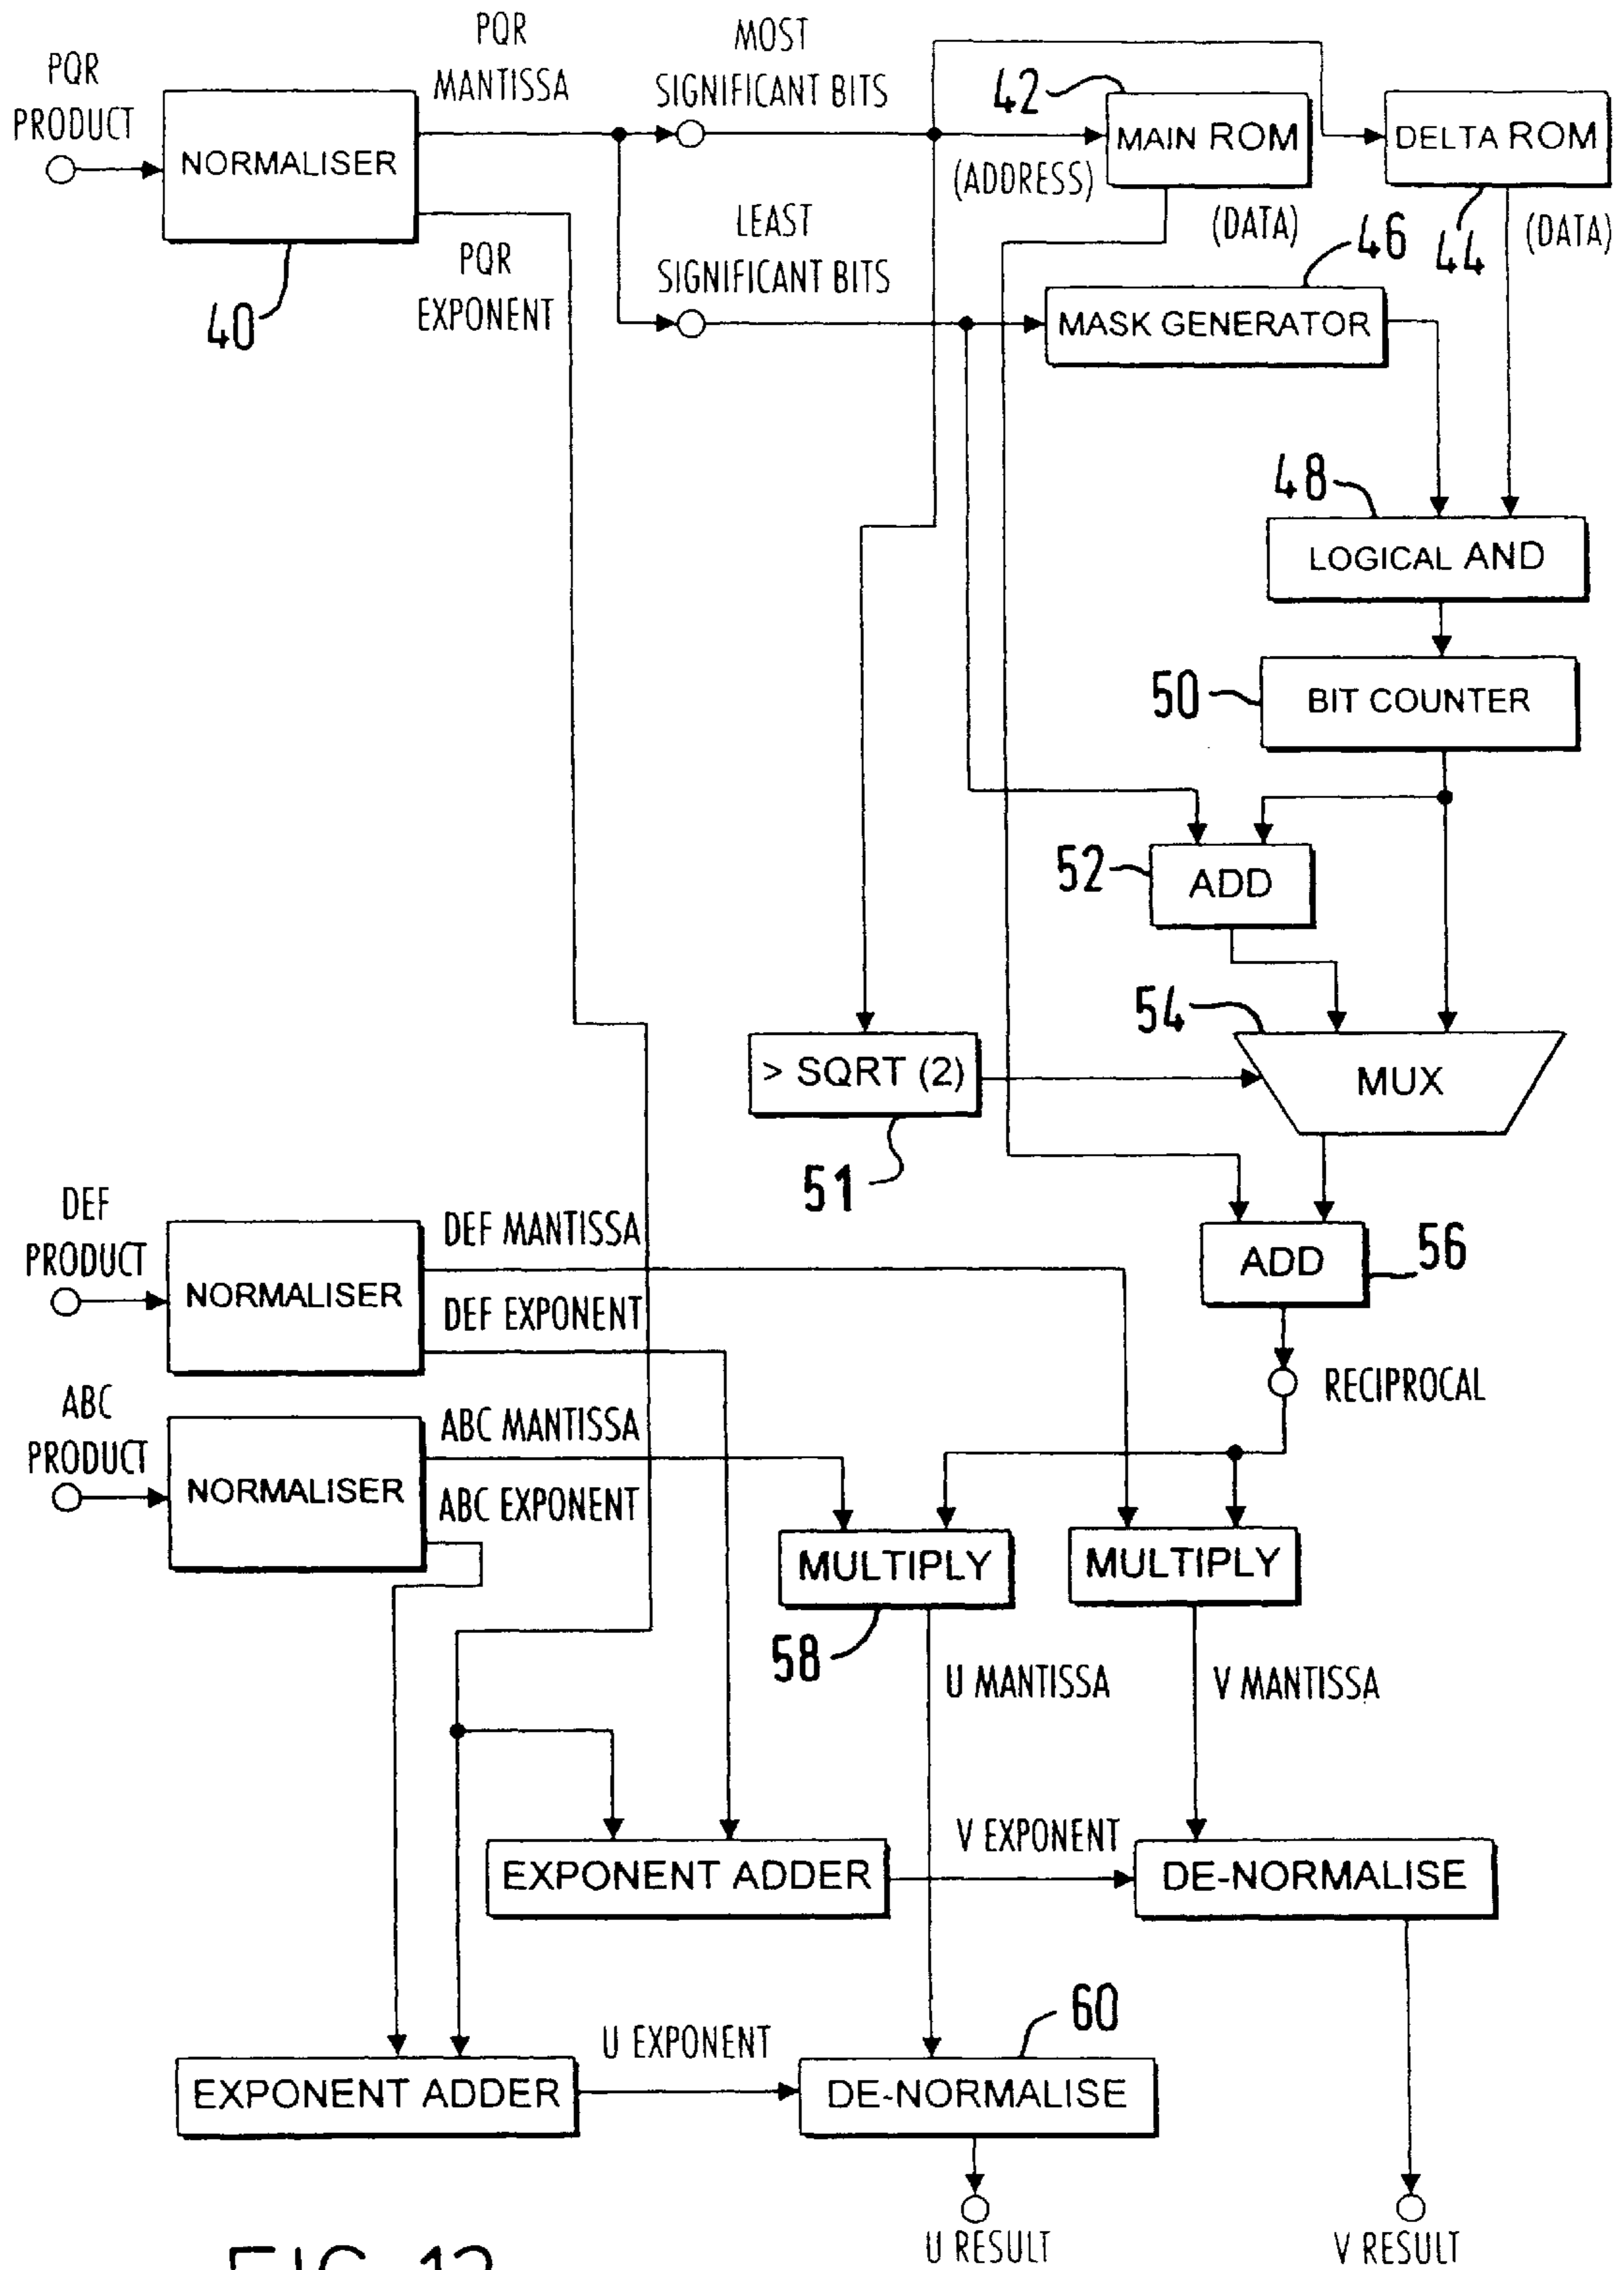 PQR
PRODUCT
NORMALISER
40
PQR
MANTISSA
PQR
EXPONENT
MOST
SIGNIFICANT BITS
LEAST
SIGNIFICANT BITS
42
MAIN ROM
(ADDRESS)
(DATA)
DELTA ROM
44
(DATA)
46
MASK GENERATOR
48
LOGICAL AND
50
BIT COUNTER
52
ADD
54
MUX
> SQRT (2)
51
ADD
56
RECIPROCAL
DEF
PRODUCT
NORMALISER
DEF MANTISSA
DEF EXPONENT
ABC
PRODUCT
NORMALISER
ABC MANTISSA
ABC EXPONENT
MULTIPLY
58
MULTIPLY
U MANTISSA
V MANTISSA
EXPONENT ADDER
V EXPONENT
DE-NORMALISE
EXPONENT ADDER
U EXPONENT
60
DE-NORMALISE
U RESULT
V RESULT